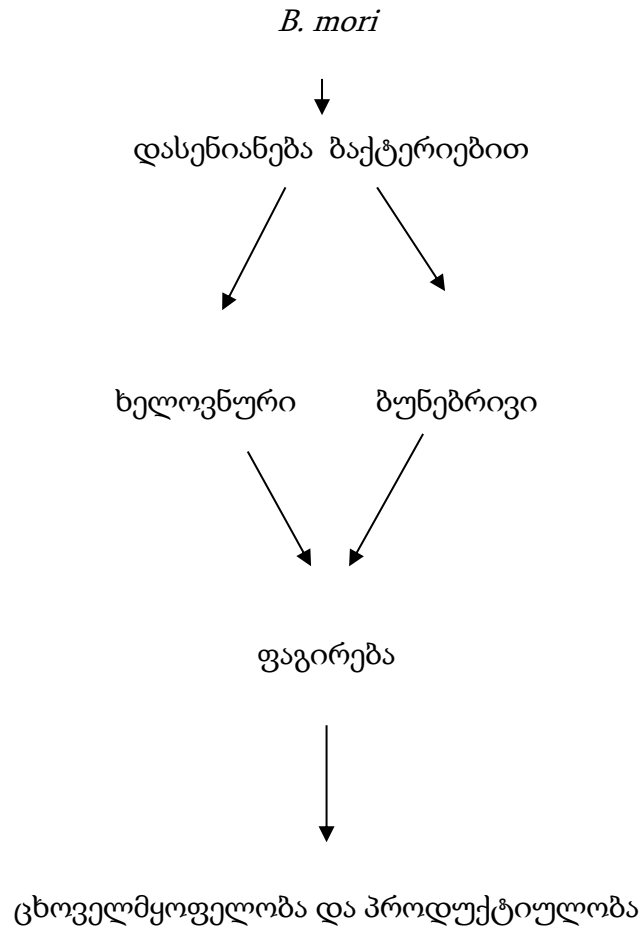 B. mori
დასენიანება ბაქტერიებით
ხელოვნური ბუნებრივი
ფაგირება
ცხოველმყოფელობა და პროდუქტიულობა